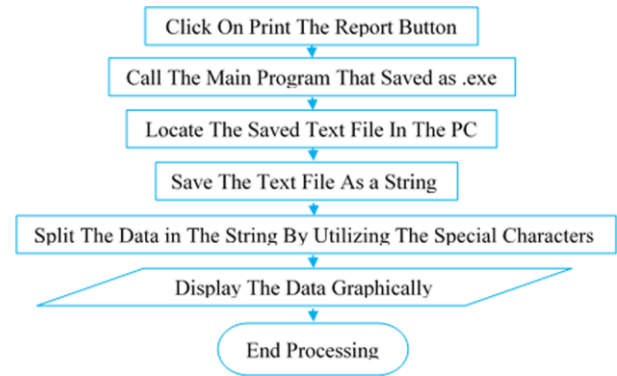 Click On Print The Report Button
Call The Main Program That Saved as .exe
Locate The Saved Text File In The PC
Save The Text File As a String
Split The Data in The String By Utilizing The Special Characters
Display The Data Graphically
End Processing